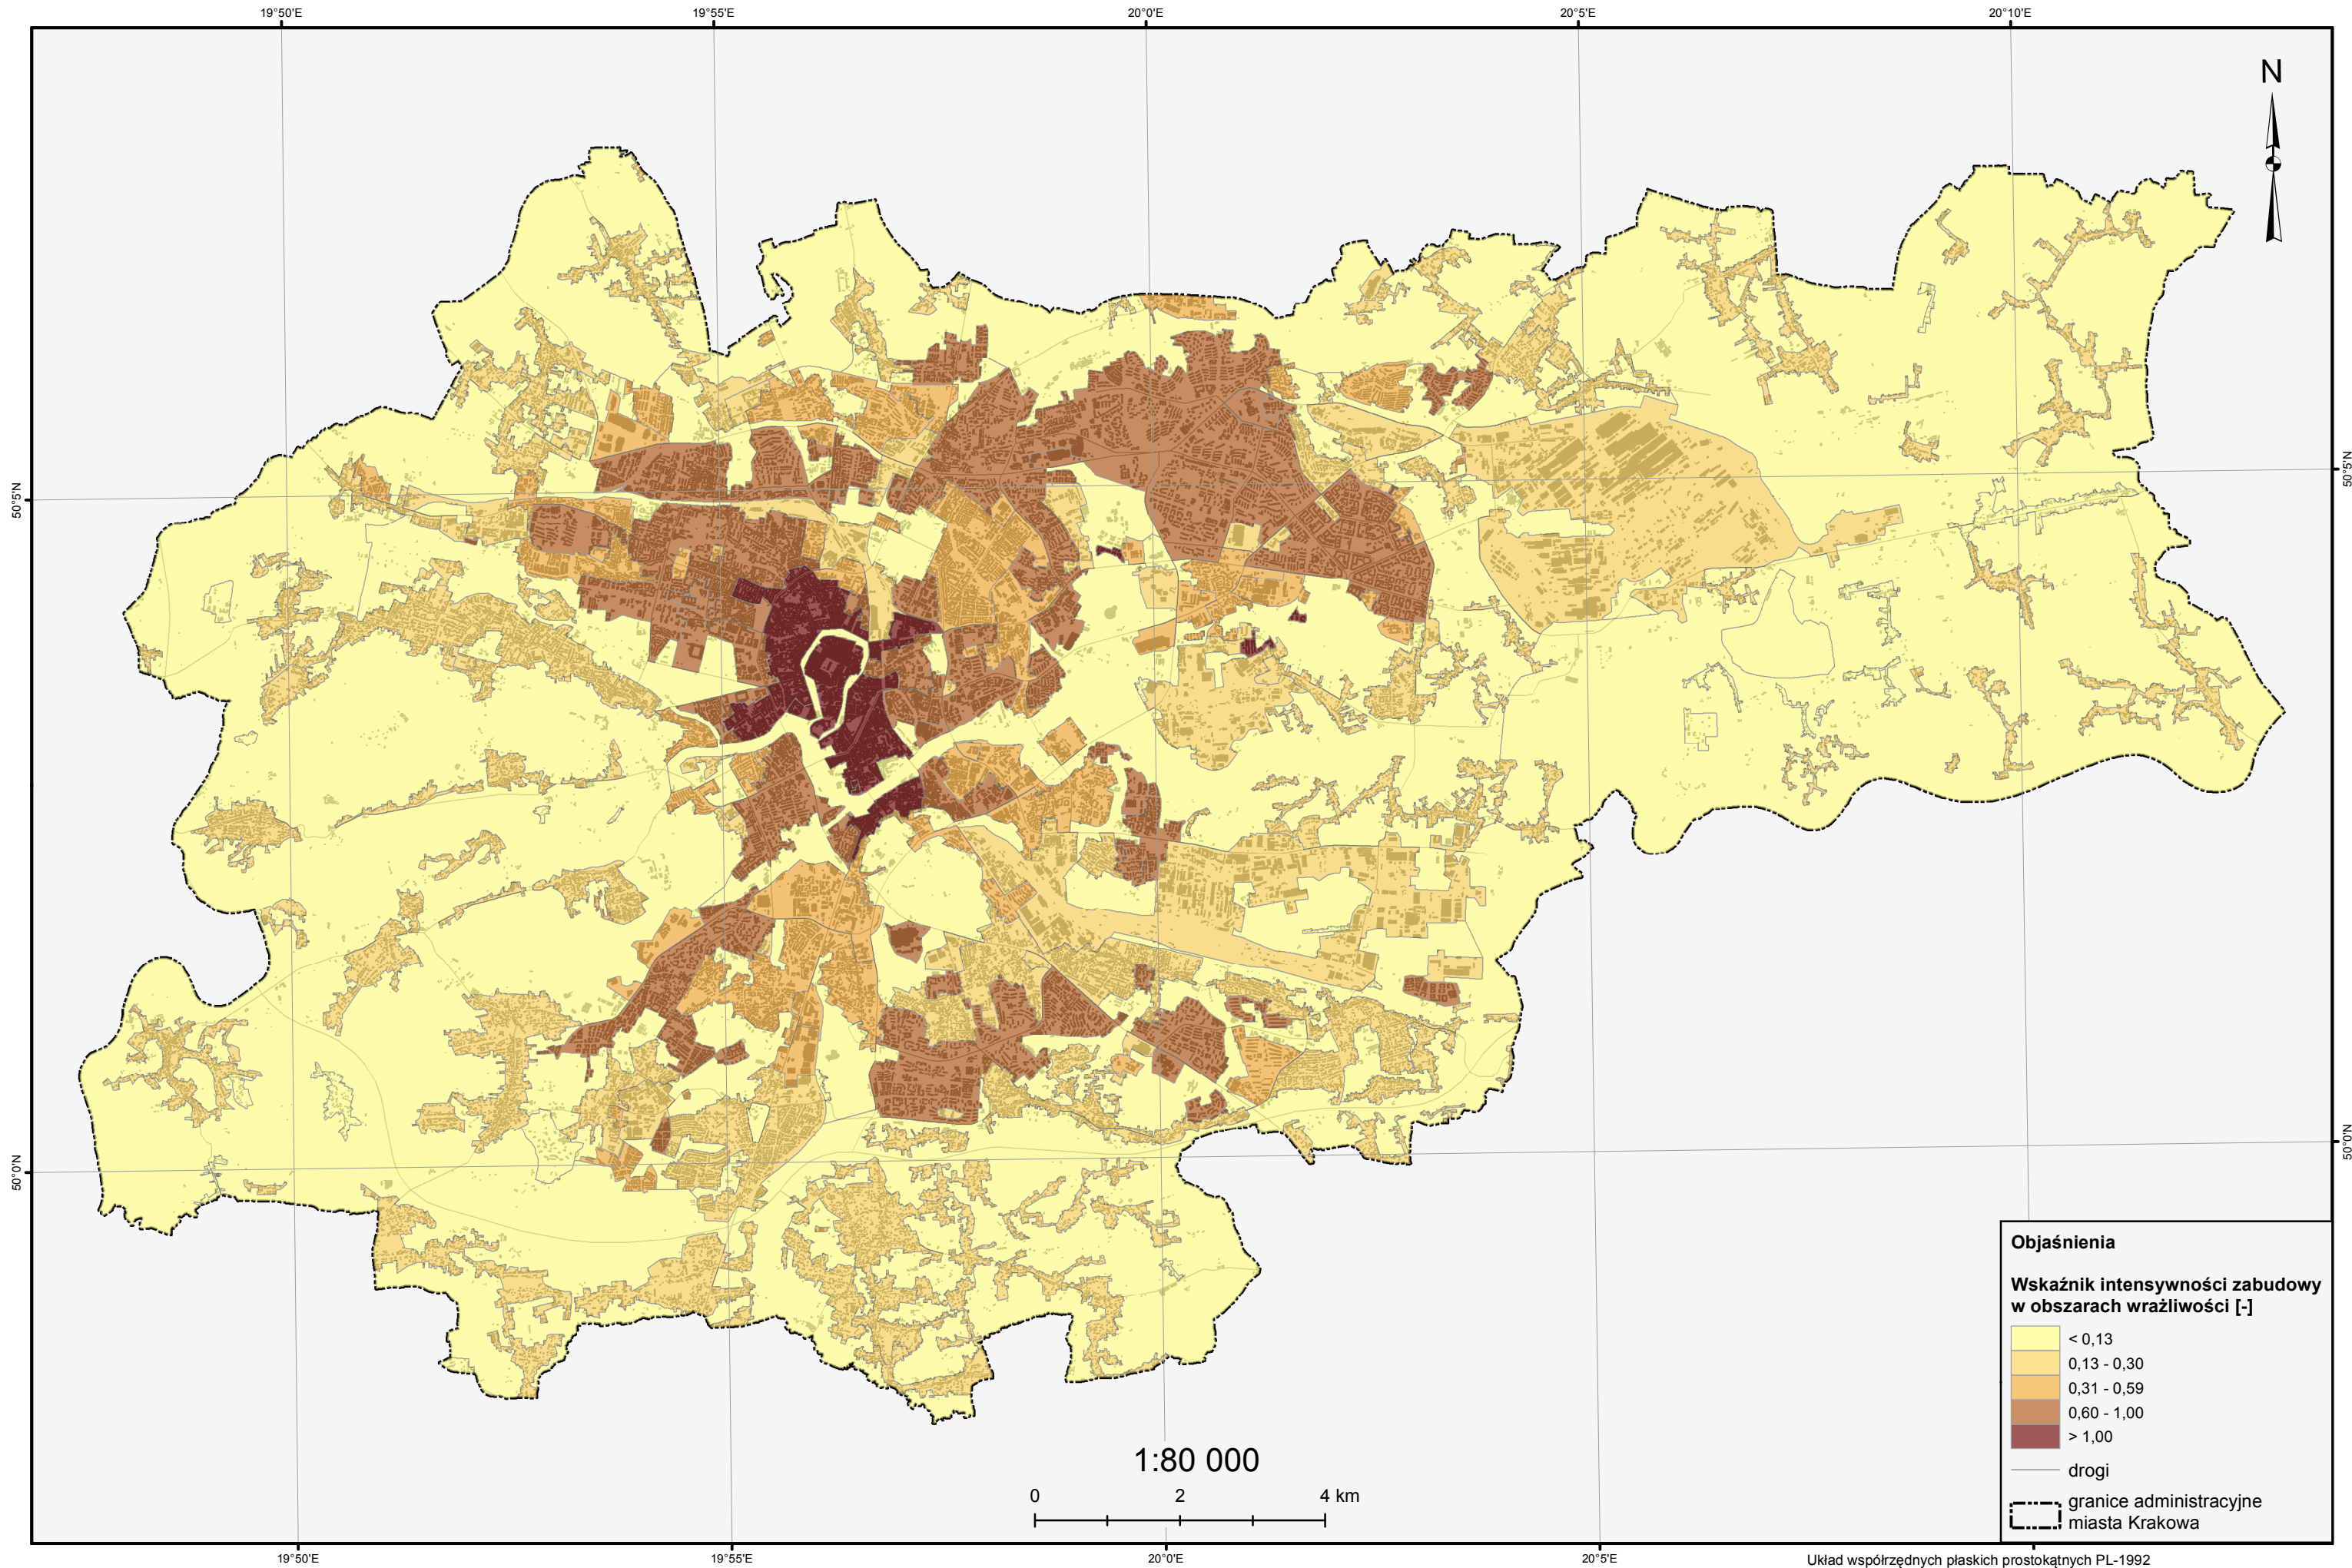 19°50'E 19°55'E 20°0'E 20°5'E 20°10'E
N
50°5'N 50°5'N
50°0'N 50°0'N
Objaśnienia
Wskaźnik intensywności zabudowy
w obszarach wrażliwości [-]
< 0,13
0,13 - 0,30
0,31 - 0,59
0,60 - 1,00
> 1,00
drogi
granice administracyjne
miasta Krakowa
1:80 000
0 2 4 km
19°50'E 19°55'E 20°0'E 20°5'E
Układ współrzędnych płaskich prostokątnych PL-1992